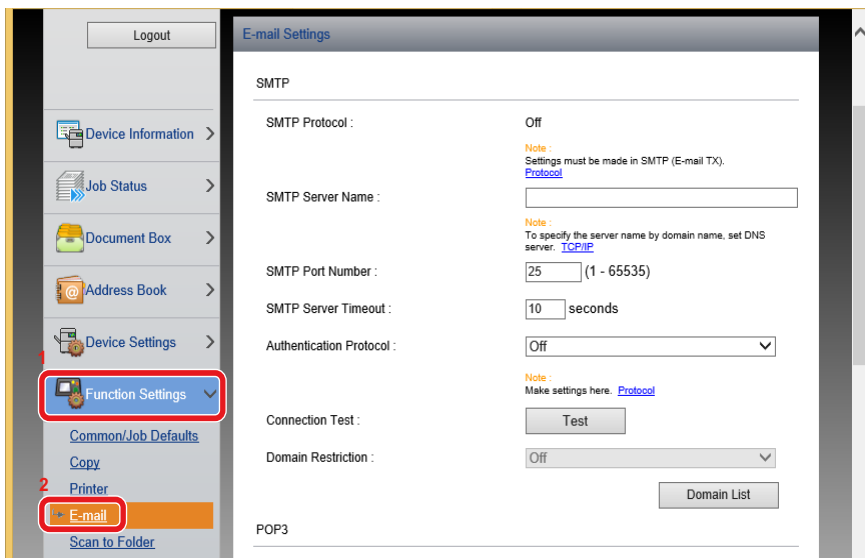 Logout
Device Information
Job Status
Document Box
Address Book
Device Settings
1
Function Settings
Common/Job Defaults
Copy
2
Printer
E-mail
Scan to Folder
E-mail Settings
SMTP
SMTP Protocol :
Off
Note :
Settings must be made in SMTP (E-mail TX).
Protocol
SMTP Server Name :
Note :
To specify the server name by domain name, set DNS
server. TCP/IP
SMTP Port Number :
25 (1 - 65535)
SMTP Server Timeout :
10 seconds
Authentication Protocol :
Off
Note :
Make settings here. Protocol
Connection Test :
Test
Domain Restriction :
Off
Domain List
POP3